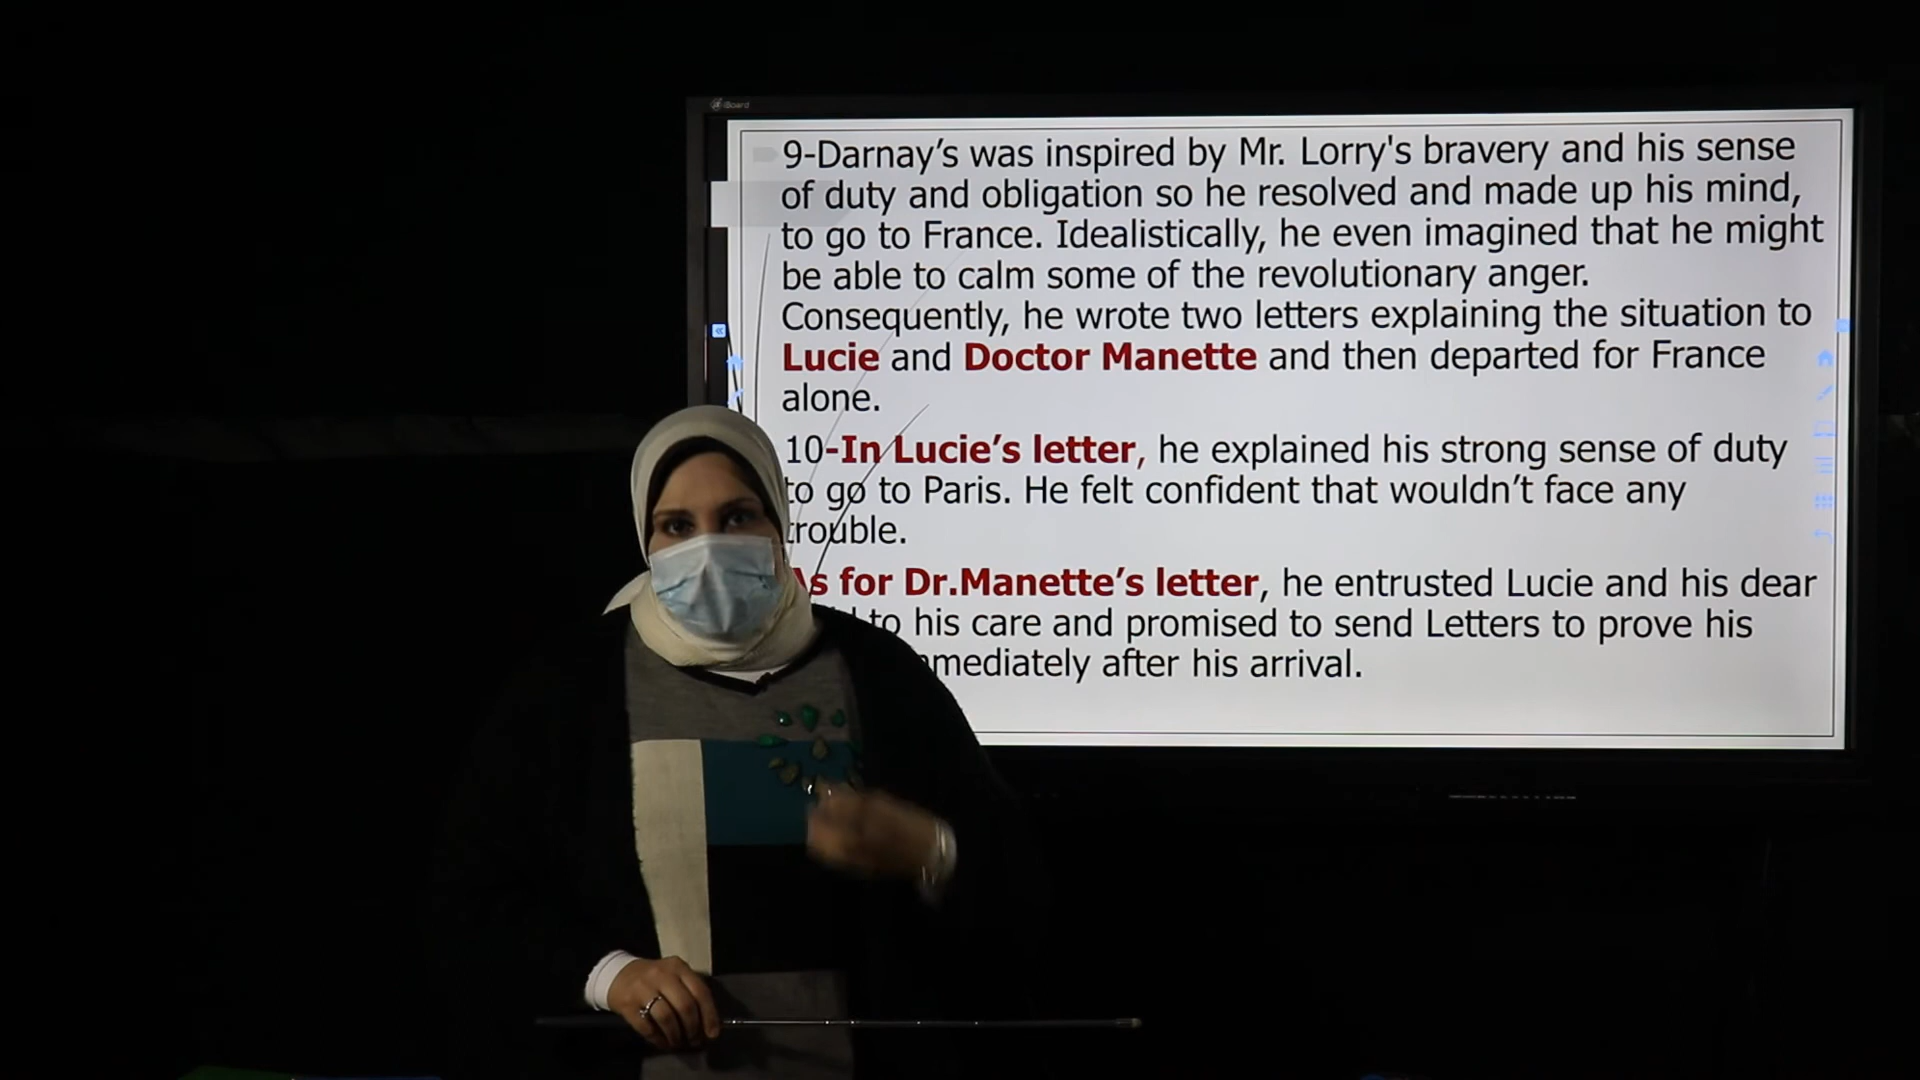 iBoard
9-Darnay’s was inspired by Mr. Lorry's bravery and his sense
of duty and obligation so he resolved and made up his mind,
to go to France. Idealistically, he even imagined that he might
be able to calm some of the revolutionary anger.
Consequently, he wrote two letters explaining the situation to
Lucie and Doctor Manette and then departed for France
alone.
10-In Lucie’s letter, he explained his strong sense of duty
to go to Paris. He felt confident that wouldn’t face any
trouble.
As for Dr.Manette’s letter, he entrusted Lucie and his dear
to his care and promised to send Letters to prove his
after his arrival.